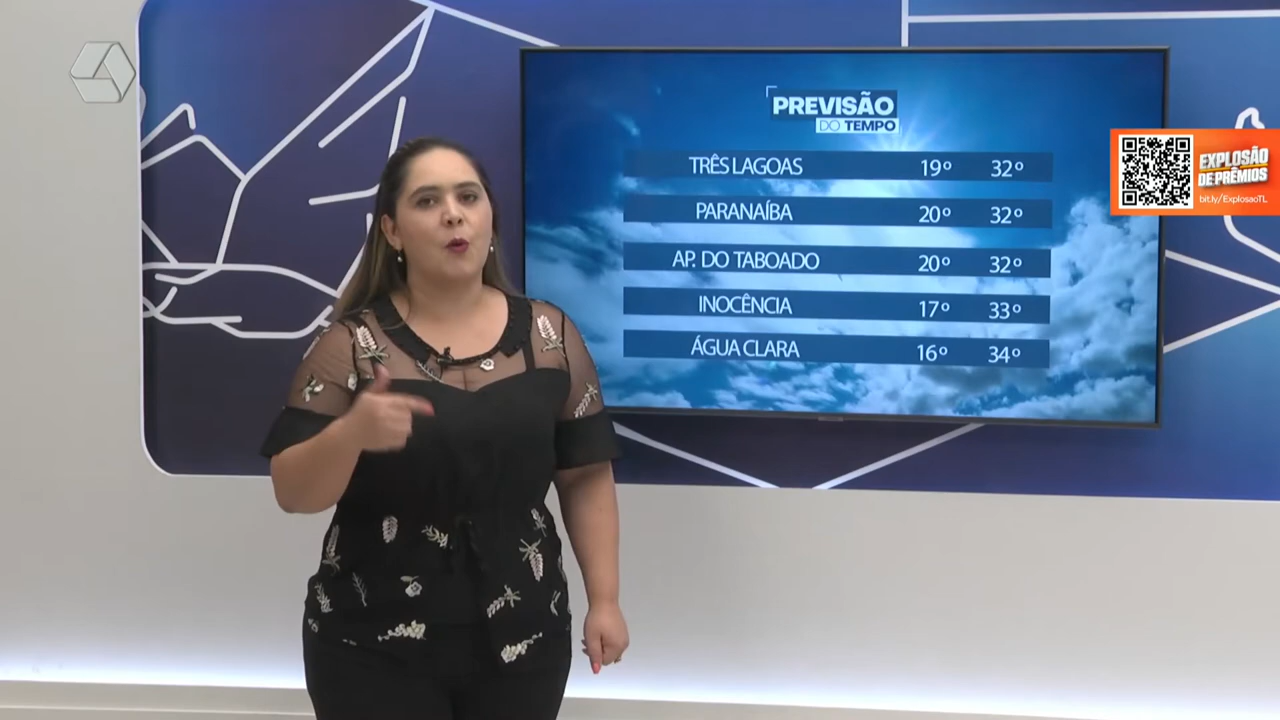 PREVISÃO
DO TEMPO
TRÊS LAGOAS 19º 32º
PARANAÍBA 20º 32º
AP. DO TABOADO 20º 32º
INOCÊNCIA 17º 33º
ÁGUA CLARA 16º 34º
EXPLOSÃO
DE PRÊMIOS
bit.ly/ExplosaoTL